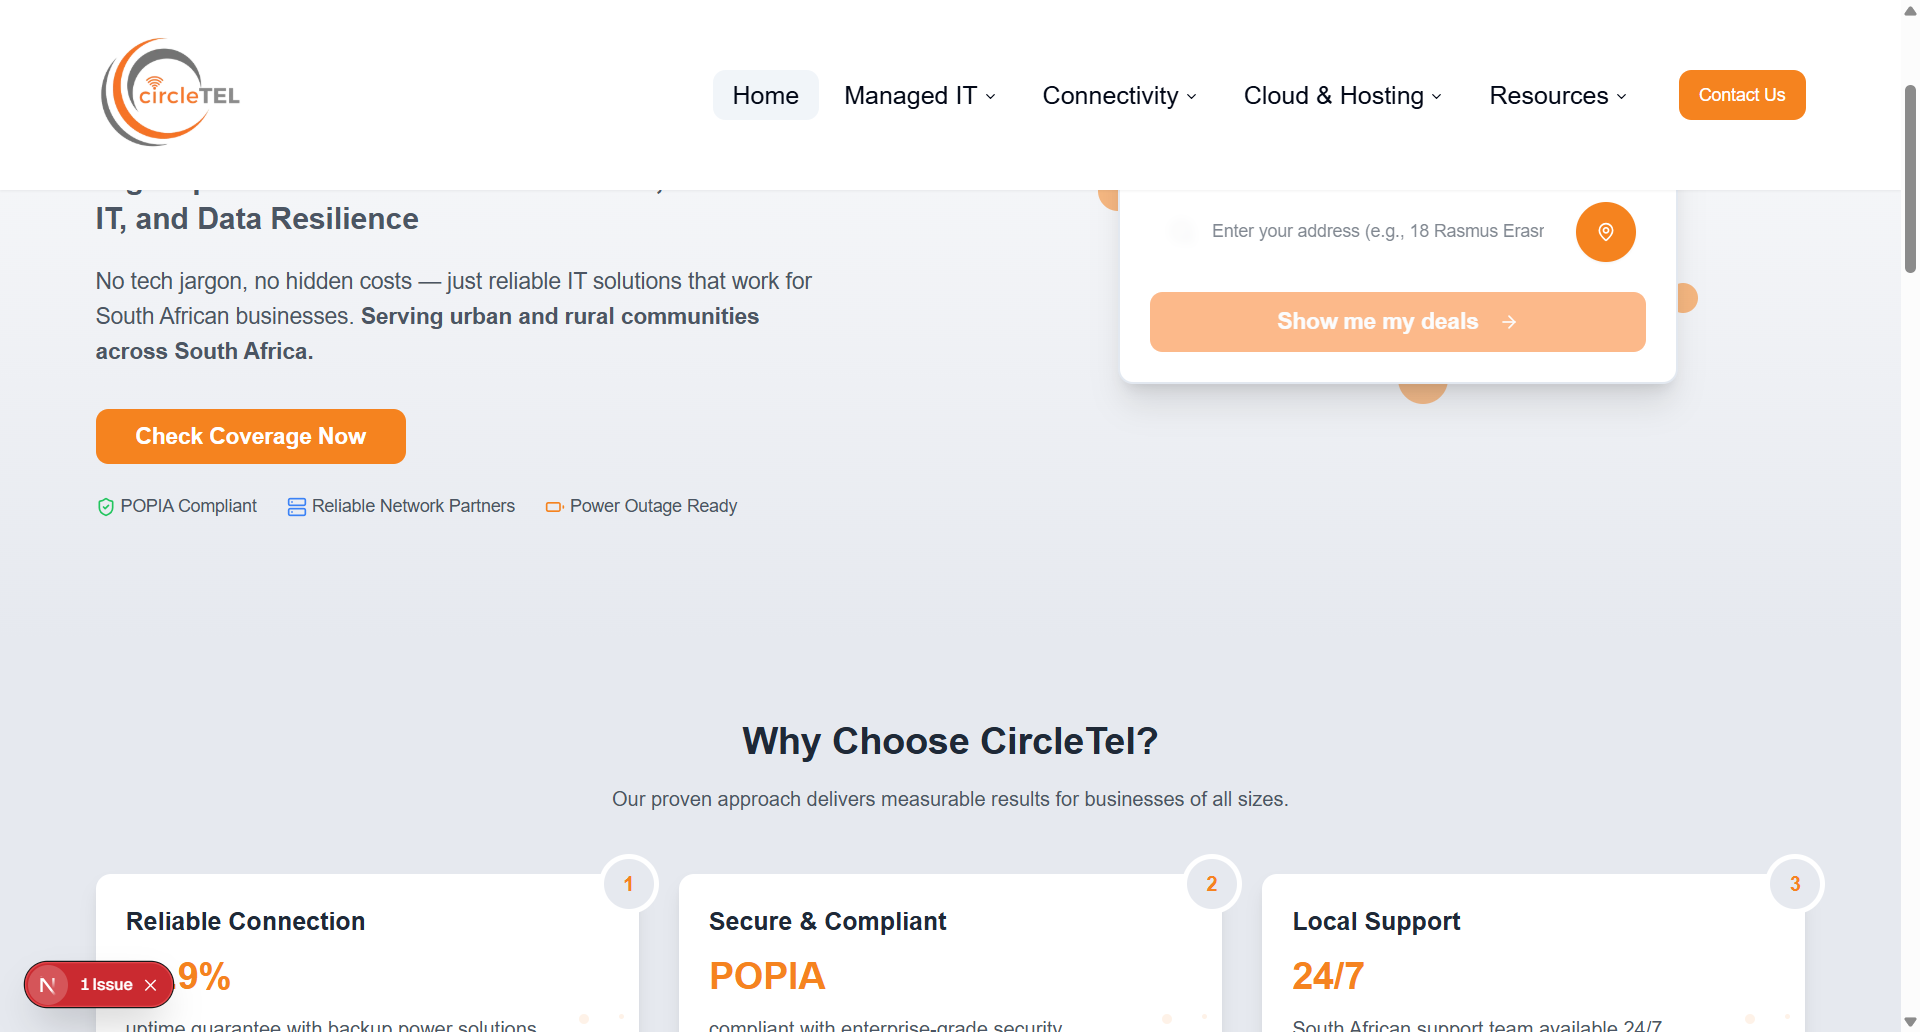 circleTEL
Home
Managed IT
Connectivity
Cloud & Hosting
Resources
Contact Us
IT, and Data Resilience
No tech jargon, no hidden costs — just reliable IT solutions that work for
South African businesses. Serving urban and rural communities
across South Africa.
Check Coverage Now
POPIA Compliant
Reliable Network Partners
Power Outage Ready
Enter your address (e.g., 18 Rasmus Eras
Show me my deals
Why Choose CircleTel?
Our proven approach delivers measurable results for businesses of all sizes.
1
Reliable Connection
.9%
uptime guarantee with backup power solutions
2
Secure & Compliant
POPIA
compliant with enterprise-grade security
3
Local Support
24/7
South African support team available 24/7
N
1 Issue